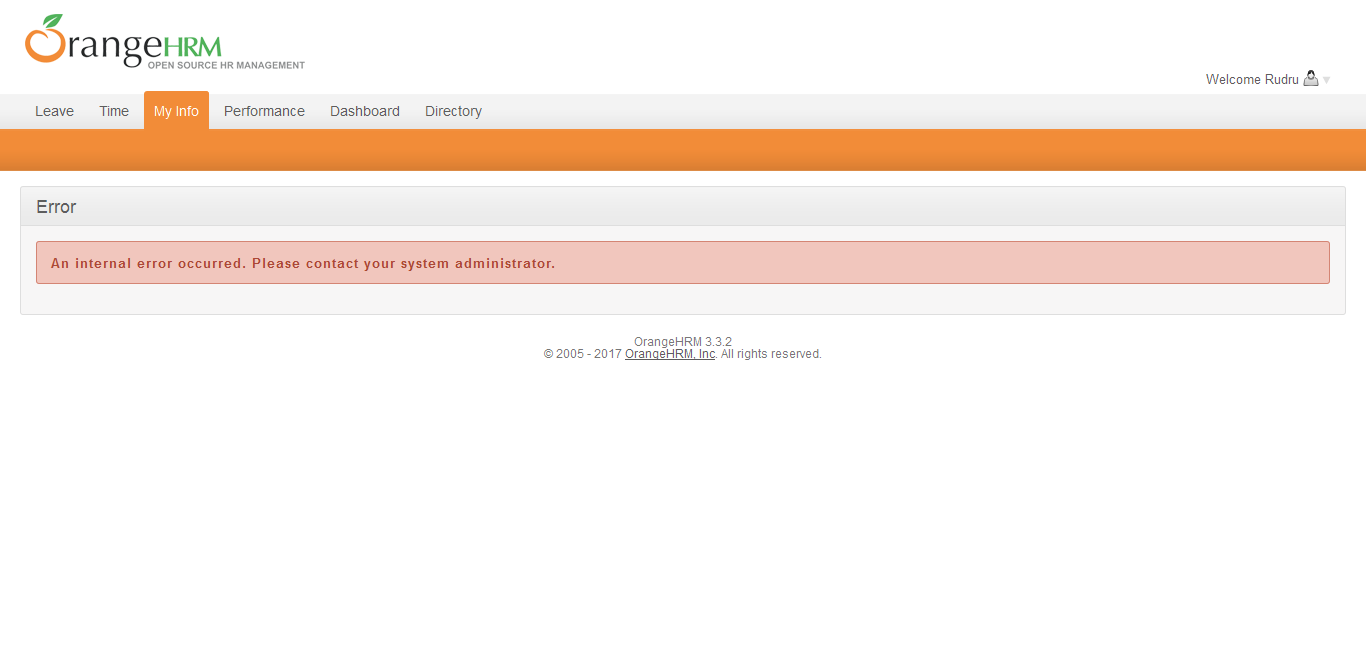 OrangeHRM
OPEN SOURCE HR MANAGEMENT
Welcome Rudru
Leave Time My Info Performance Dashboard Directory
Error
An internal error occurred. Please contact your system administrator.
OrangeHRM 3.3.2
© 2005 - 2017 OrangeHRM, Inc. All rights reserved.